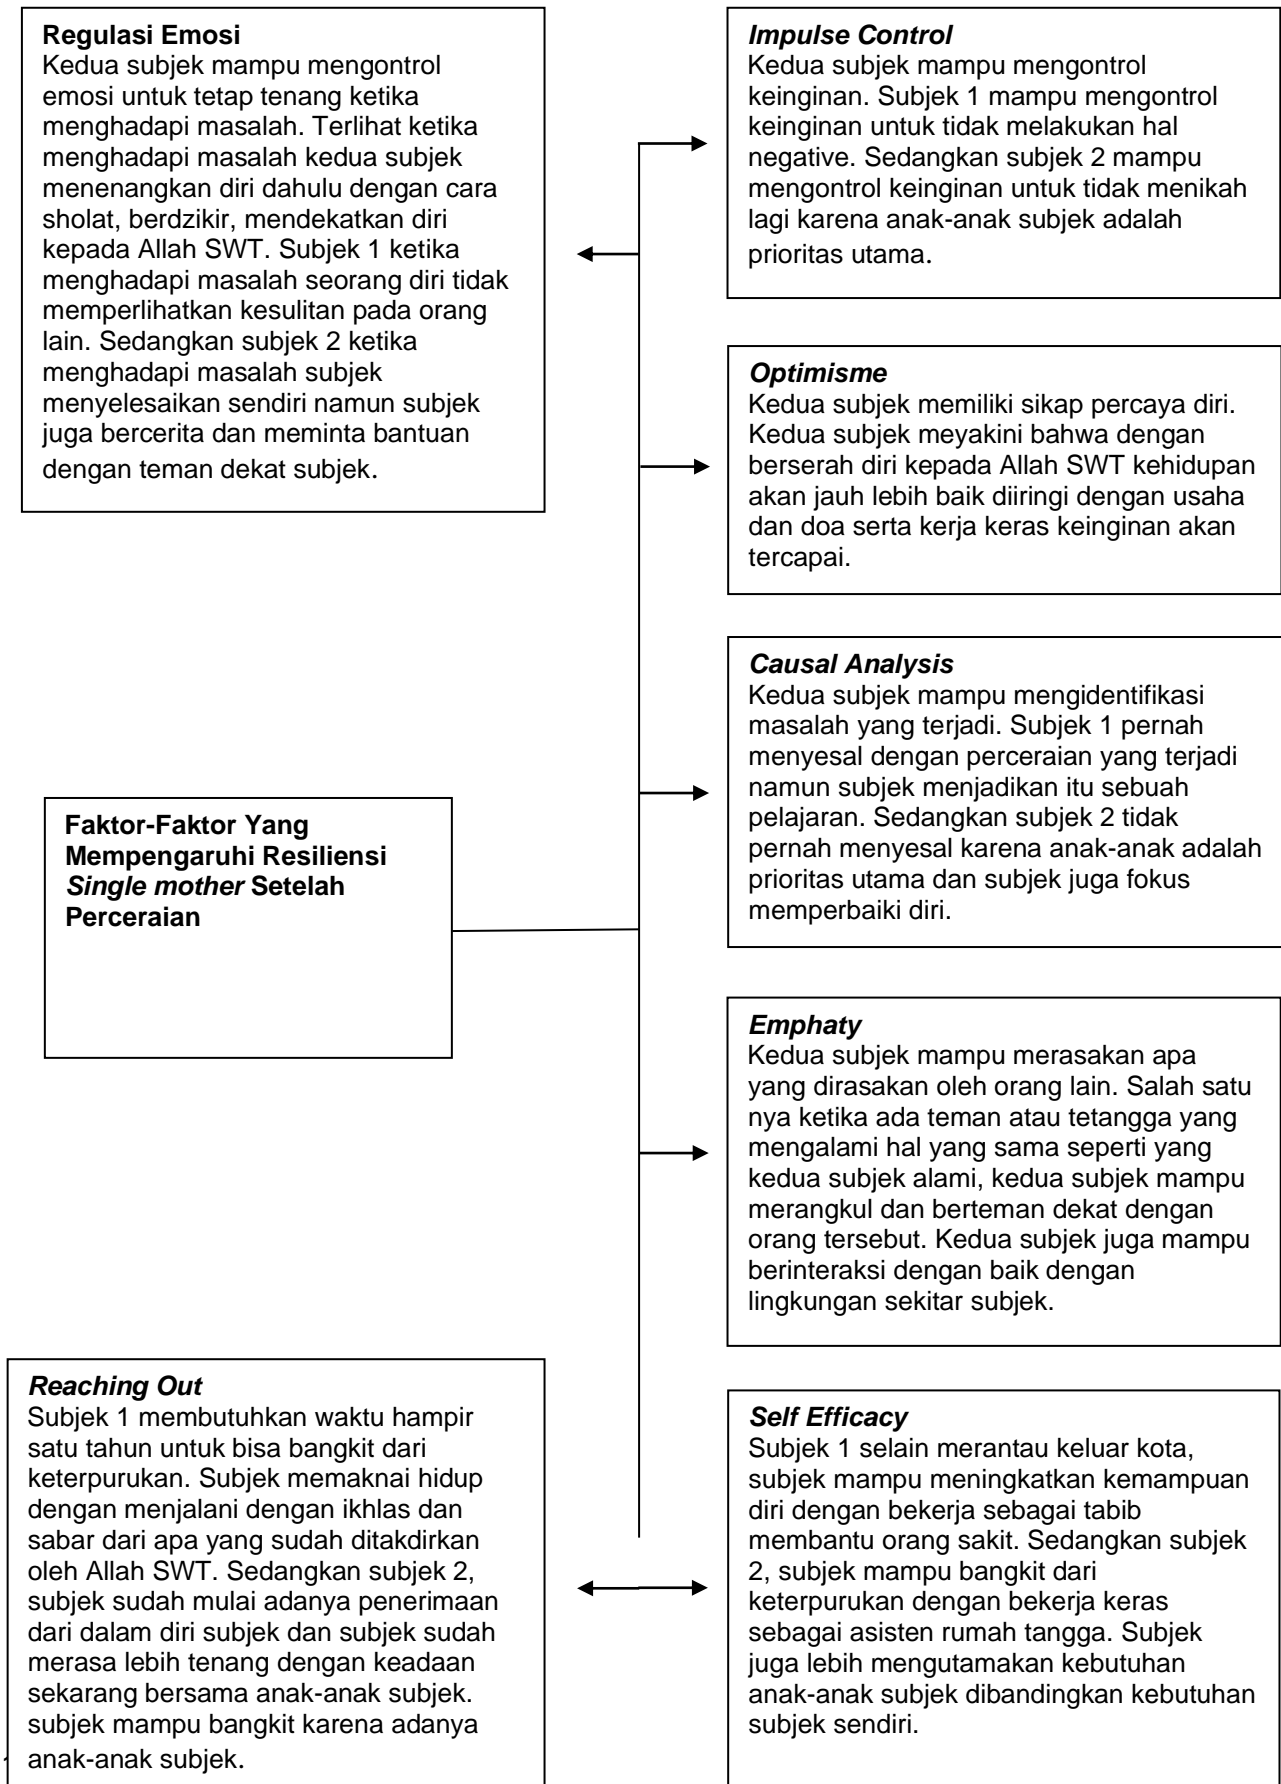 Regulasi Emosi
Kedua subjek mampu mengontrol
emosi untuk tetap tenang ketika
menghadapi masalah. Terlihat ketika
menghadapi masalah kedua subjek
menenangkan diri dahulu dengan cara
sholat, berdzikir, mendekatkan diri
kepada Allah SWT. Subjek 1 ketika
menghadapi masalah seorang diri tidak
memperlihatkan kesulitan pada orang
lain. Sedangkan subjek 2 ketika
menghadapi masalah subjek
menyelesaikan sendiri namun subjek
juga bercerita dan meminta bantuan
dengan teman dekat subjek.
Impulse Control
Kedua subjek mampu mengontrol
keinginan. Subjek 1 mampu mengontrol
keinginan untuk tidak melakukan hal
negative. Sedangkan subjek 2 mampu
mengontrol keinginan untuk tidak menikah
lagi karena anak-anak subjek adalah
prioritas utama.
Optimisme
Kedua subjek memiliki sikap percaya diri.
Kedua subjek meyakini bahwa dengan
berserah diri kepada Allah SWT kehidupan
akan jauh lebih baik diiringi dengan usaha
dan doa serta kerja keras keinginan akan
tercapai.
Causal Analysis
Kedua subjek mampu mengidentifikasi
masalah yang terjadi. Subjek 1 pernah
menyesal dengan perceraian yang terjadi
namun subjek menjadikan itu sebuah
pelajaran. Sedangkan subjek 2 tidak
pernah menyesal karena anak-anak adalah
prioritas utama dan subjek juga fokus
memperbaiki diri.
Faktor-Faktor Yang
Mempengaruhi Resiliensi
Single mother Setelah
Perceraian
Emphaty
Kedua subjek mampu merasakan apa
yang dirasakan oleh orang lain. Salah satu
nya ketika ada teman atau tetangga yang
mengalami hal yang sama seperti yang
kedua subjek alami, kedua subjek mampu
merangkul dan berteman dekat dengan
orang tersebut. Kedua subjek juga mampu
berinteraksi dengan baik dengan
lingkungan sekitar subjek.
Reaching Out
Subjek 1 membutuhkan waktu hampir
satu tahun untuk bisa bangkit dari
keterpurukan. Subjek memaknai hidup
dengan menjalani dengan ikhlas dan
sabar dari apa yang sudah ditakdirkan
oleh Allah SWT. Sedangkan subjek 2,
subjek sudah mulai adanya penerimaan
dari dalam diri subjek dan subjek sudah
merasa lebih tenang dengan keadaan
sekarang bersama anak-anak subjek.
subjek mampu bangkit karena adanya
anak-anak subjek.
Self Efficacy
Subjek 1 selain merantau keluar kota,
subjek mampu meningkatkan kemampuan
diri dengan bekerja sebagai tabib
membantu orang sakit. Sedangkan subjek
2, subjek mampu bangkit dari
keterpurukan dengan bekerja keras
sebagai asisten rumah tangga. Subjek
juga lebih mengutamakan kebutuhan
anak-anak subjek dibandingkan kebutuhan
subjek sendiri.